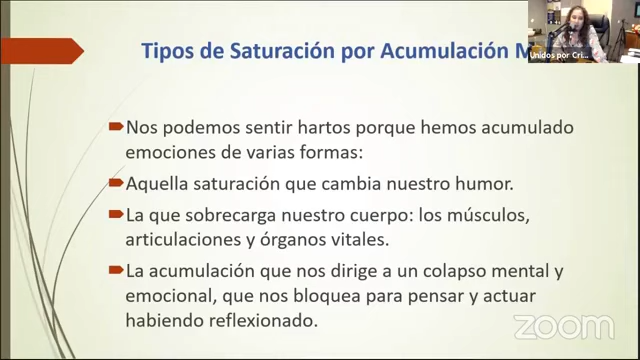 Tipos de Saturación por Acumulación
Unidos por Cri...
Nos podemos sentir hartos porque hemos acumulado
emociones de varias formas:
Aquella saturación que cambia nuestro humor.
La que sobrecarga nuestro cuerpo: los músculos,
articulaciones y órganos vitales.
La acumulación que nos dirige a un colapso mental y
emocional, que nos bloquea para pensar y actuar
habiendo reflexionado.
zoom